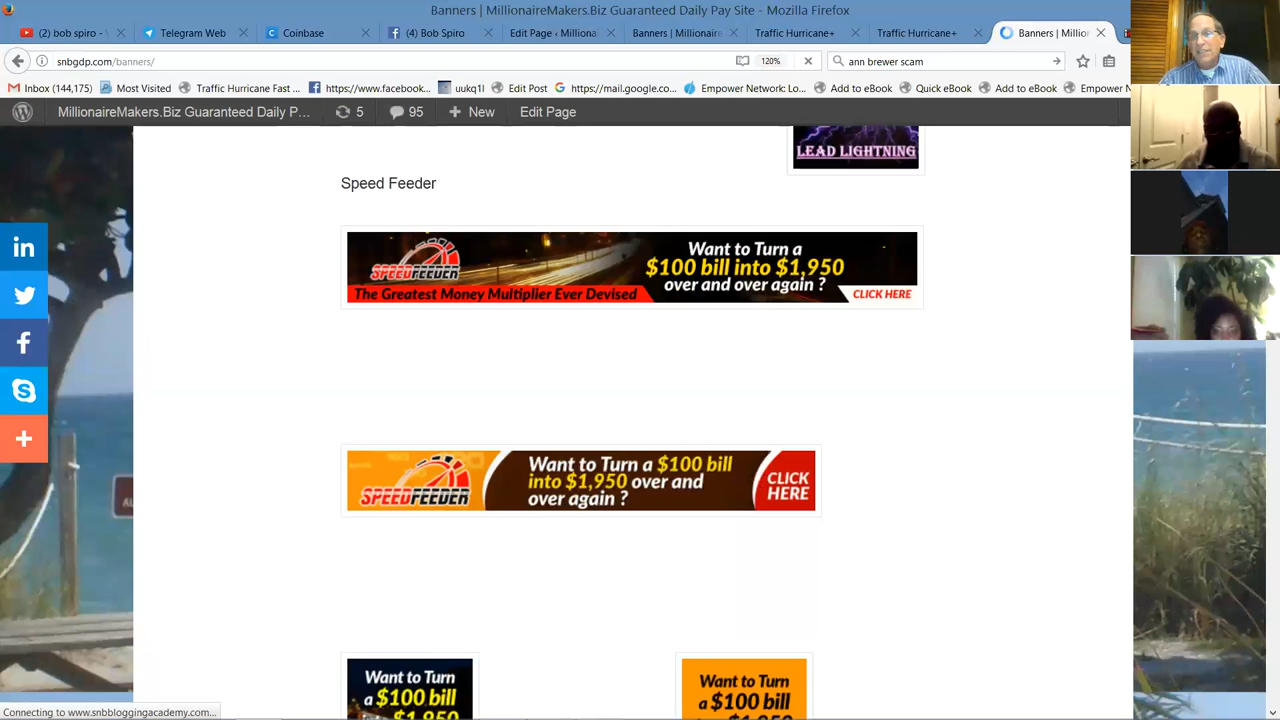 Banners | MillionaireMakers.Biz Guaranteed Daily Pay Site - Mozilla Firefox
(2) bob spiro -
Telegram Web
Coinbase
(4) Bob Spiro
Edit Page ‹ Milliona
Banners | Millionaire
Traffic Hurricane+
Traffic Hurricane+
Banners | Millio
snbgdp.com/banners/
120%
ann brewer scam
Inbox (144,175)
Most Visited
Traffic Hurricane Fast ...
https://www.facebook...
uukq1l
Edit Post
https://mail.google.co...
Empower Network: Lo...
Add to eBook
Quick eBook
Add to eBook
Empower
MillionaireMakers.Biz Guaranteed Daily P...
5
95
New
Edit Page
LEAD LIGHTNING
Speed Feeder
SPEEDFEEDER
The Greatest Money Multiplier Ever Devised
Want to Turn a
$100 bill into $1,950
over and over again ?
CLICK HERE
SPEEDFEEDER
Want to Turn a $100 bill
into $1,950 over and
over again ?
CLICK
HERE
Want to Turn
a $100 bill
Want to Turn
a $100 bill
Connecting to www.snbbloggingacademy.com...